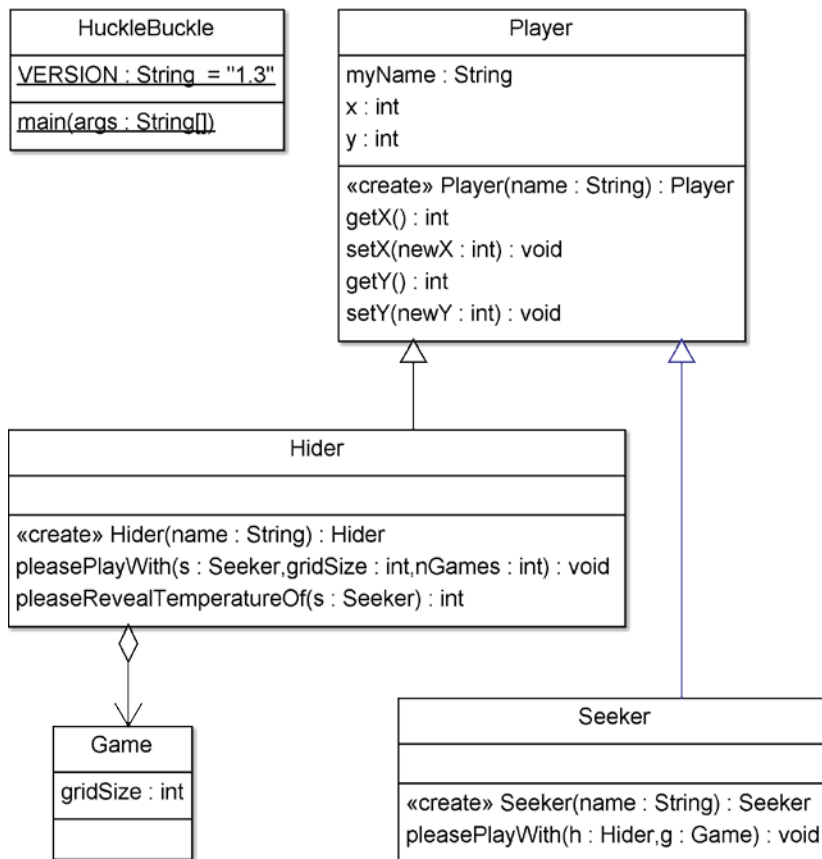 HuckleBuckle
VERSION : String = "1.3"
main(args : String[])
Player
myName : String
x : int
y : int
«create» Player(name : String) : Player
getX() : int
setX(newX : int) : void
getY() : int
setY(newY : int) : void
Hider
«create» Hider(name : String) : Hider
pleasePlayWith(s : Seeker,gridSize : int,nGames : int) : void
pleaseRevealTemperatureOf(s : Seeker) : int
Game
gridSize : int
Seeker
«create» Seeker(name : String) : Seeker
pleasePlayWith(h : Hider,g : Game) : void